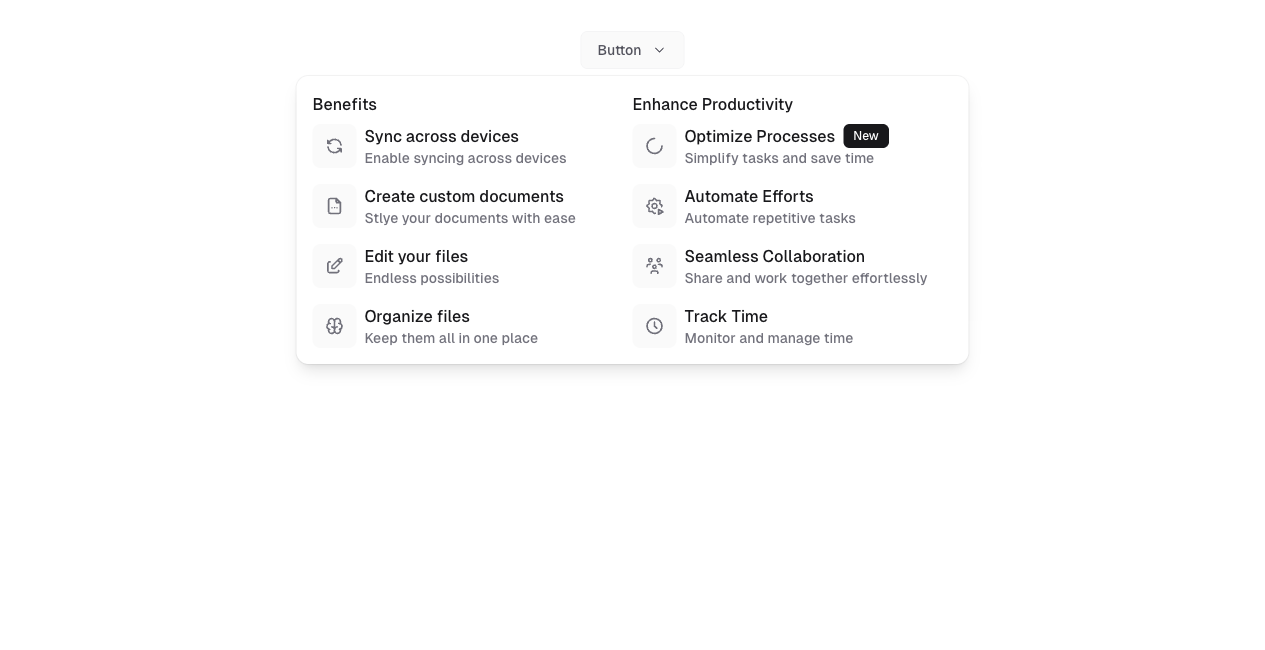 Button
Benefits
Sync across devices
Enable syncing across devices
Create custom documents
Stlye your documents with ease
Edit your files
Endless possibilities
Organize files
Keep them all in one place
Enhance Productivity
Optimize Processes New
Simplify tasks and save time
Automate Efforts
Automate repetitive tasks
Seamless Collaboration
Share and work together effortlessly
Track Time
Monitor and manage time